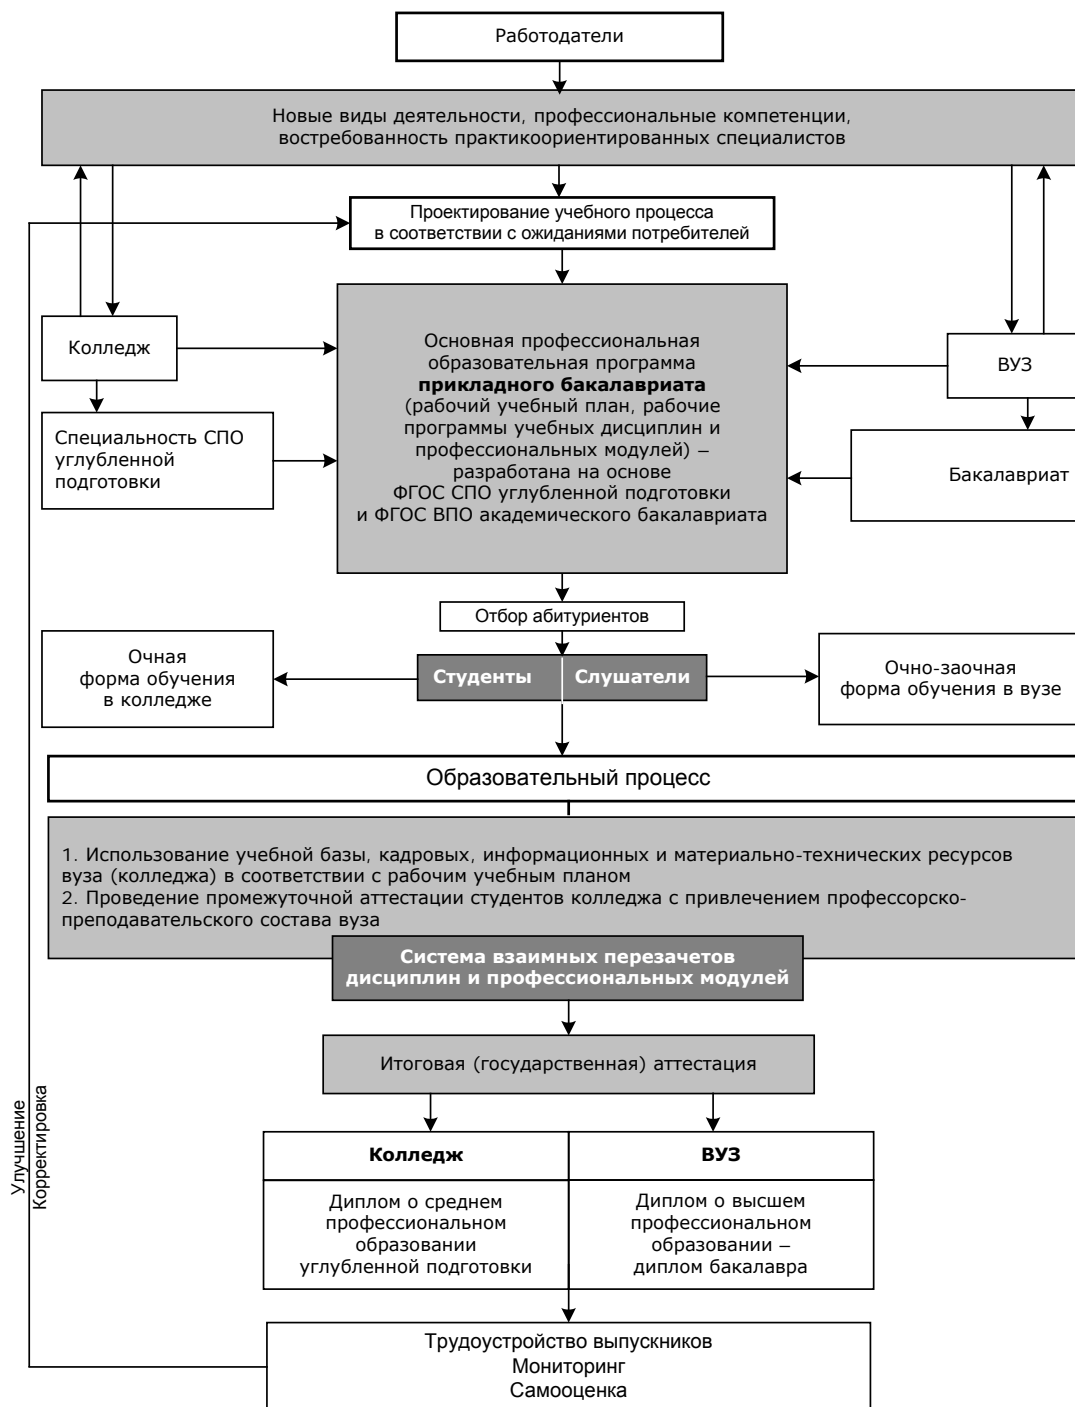 Работодатели
Новые виды деятельности, профессиональные компетенции,
востребованность практикоориентированных специалистов
Проектирование учебного процесса
в соответствии с ожиданиями потребителей
Колледж
Основная профессиональная
образовательная программа
прикладного бакалавриата
(рабочий учебный план, рабочие
программы учебных дисциплин и
профессиональных модулей) –
разработана на основе
ФГОС СПО углубленной подготовки
и ФГОС ВПО академического бакалавриата
ВУЗ
Специальность СПО
углубленной
подготовки
Бакалавриат
Отбор абитуриентов
Очная
форма обучения
в колледже
Студенты
Слушатели
Очно-заочная
форма обучения в вузе
Образовательный процесс
1. Использование учебной базы, кадровых, информационных и материально-технических ресурсов
вуза (колледжа) в соответствии с рабочим учебным планом
2. Проведение промежуточной аттестации студентов колледжа с привлечением профессорско-
преподавательского состава вуза
Система взаимных перезачетов
дисциплин и профессиональных модулей
Итоговая (государственная) аттестация
Колледж
ВУЗ
Диплом о среднем
профессиональном
образовании
углубленной подготовки
Диплом о высшем
профессиональном
образовании –
диплом бакалавра
Улучшение
Корректировка
Трудоустройство выпускников
Мониторинг
Самооценка